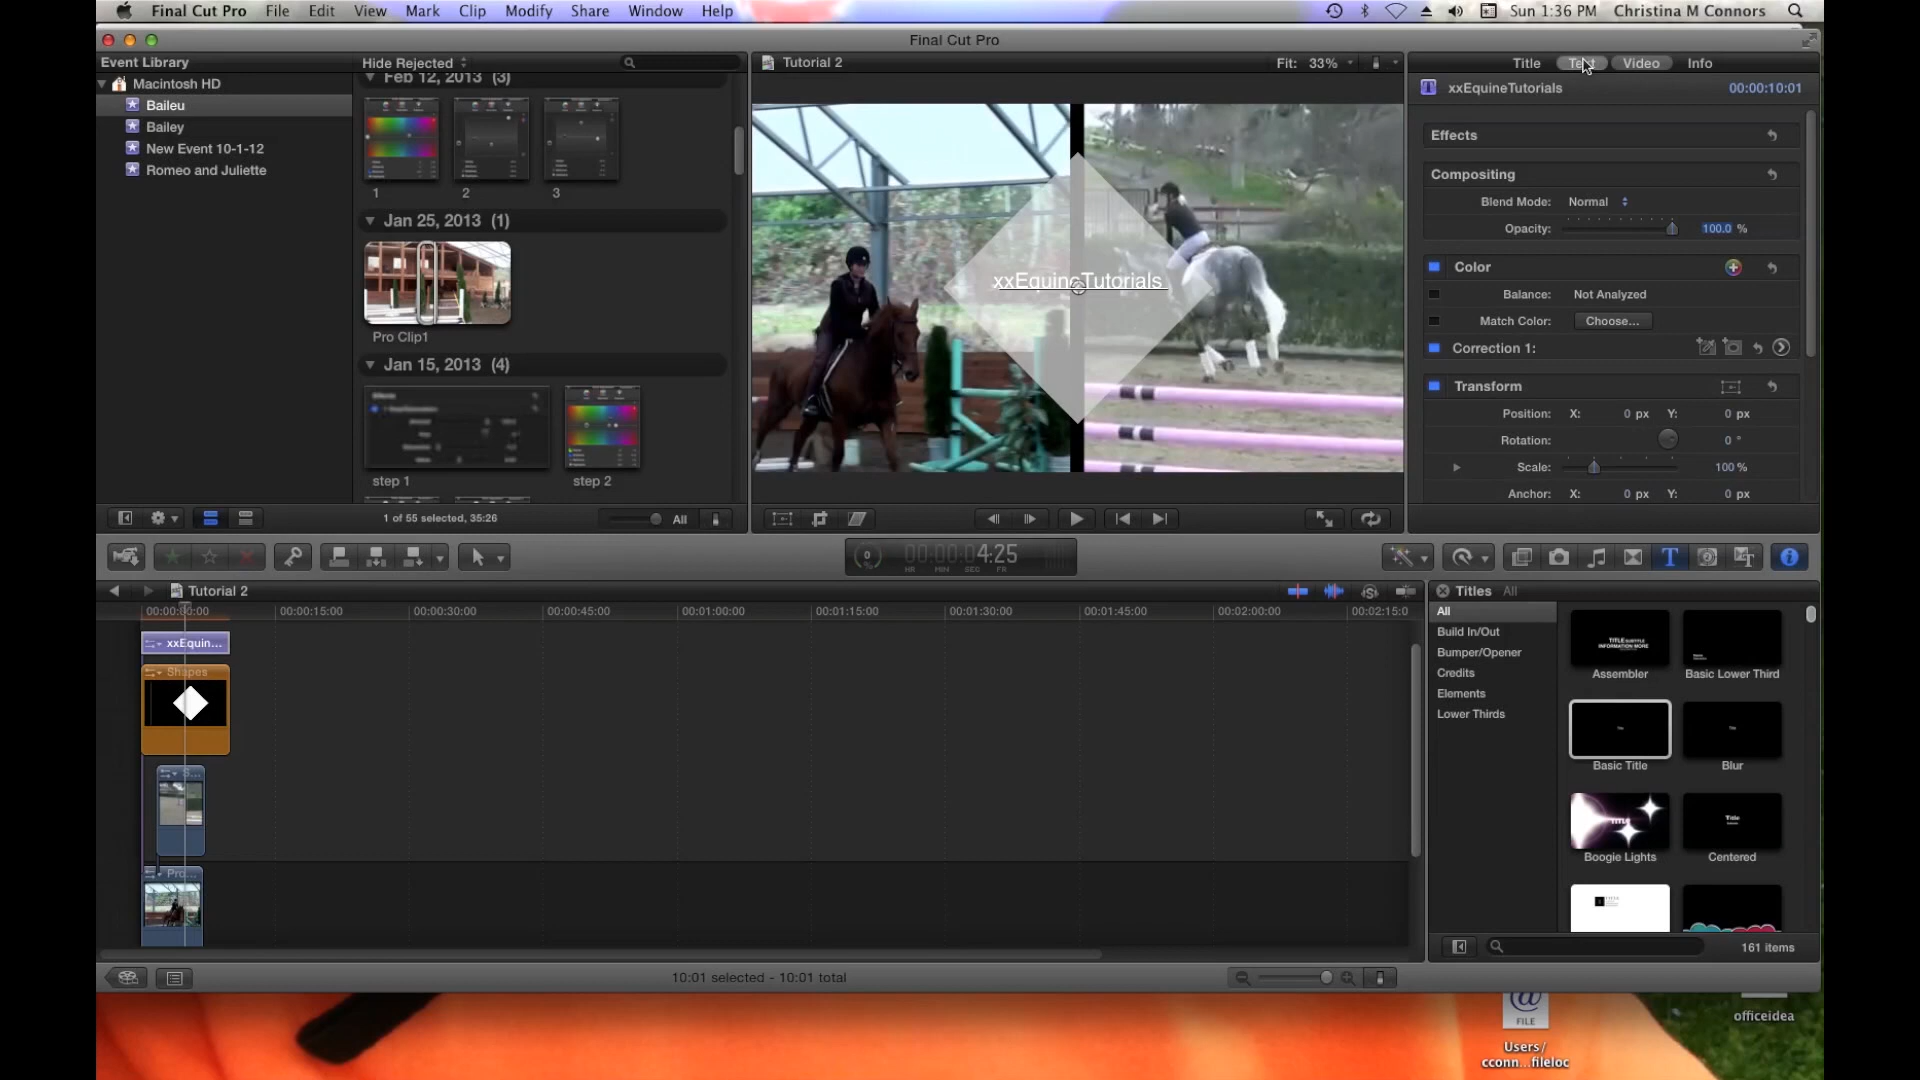 Final Cut Pro File Edit View Mark Clip Modify Share Window Help Sun 1:36 PM Christina M Connors
Final Cut Pro
Event Library
Hide Rejected
Macintosh HD
Baileu
Bailey
New Event 10-1-12
Romeo and Juliette
Feb 12, 2013 (3)
1 2 3
Jan 25, 2013 (1)
Pro Clip1
Jan 15, 2013 (4)
step 1 step 2
1 of 55 selected, 35:26 All
Tutorial 2 Fit: 33%
xxEquineTutorials
Title Text Video Info
xxEquineTutorials 00:00:10:01
Effects
Compositing
Blend Mode: Normal
Opacity: 100.0 %
Color
Balance: Not Analyzed
Match Color: Choose...
Correction 1:
Transform
Position: X: 0 px Y: 0 px
Rotation: 0 °
Scale: 100 %
Anchor: X: 0 px Y: 0 px
00:00:04:25
HR MIN SEC FR
Tutorial 2
00:00:00:00 00:00:15:00 00:00:30:00 00:00:45:00 00:01:00:00 00:01:15:00 00:01:30:00 00:01:45:00 00:02:00:00 00:02:15:0
xxEquin...
Shapes
S...
Pro...
10:01 selected - 10:01 total
Titles All
All
Build In/Out
Bumper/Opener
Credits
Elements
Lower Thirds
TITLE SUBTITLE
INFORMATION MORE
Assembler Basic Lower Third
Basic Title Blur
Title
Boogie Lights Centered
161 items
FILE
Users/
cconn...fileloc
officeidea